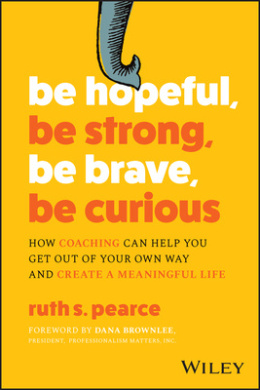 be hopeful,
be strong,
be brave,
be curious
HOW COACHING CAN HELP YOU
GET OUT OF YOUR OWN WAY
AND CREATE A MEANINGFUL LIFE
ruth s. pearce
FOREWORD BY DANA BROWNLEE,
PRESIDENT, PROFESSIONALISM MATTERS, INC.
WILEY